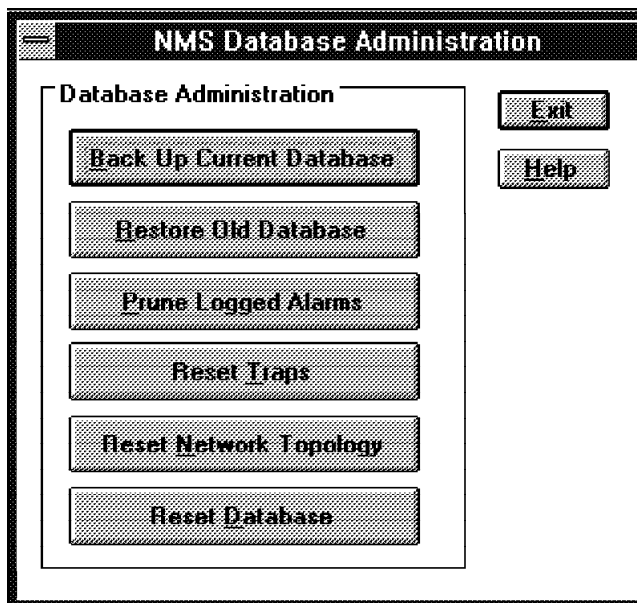 NMS Database Administration
Database Administration
Back Up Current Database
Restore Old Database
Prune Logged Alarms
Reset Traps
Reset Network Topology
Reset Database
Exit
Help